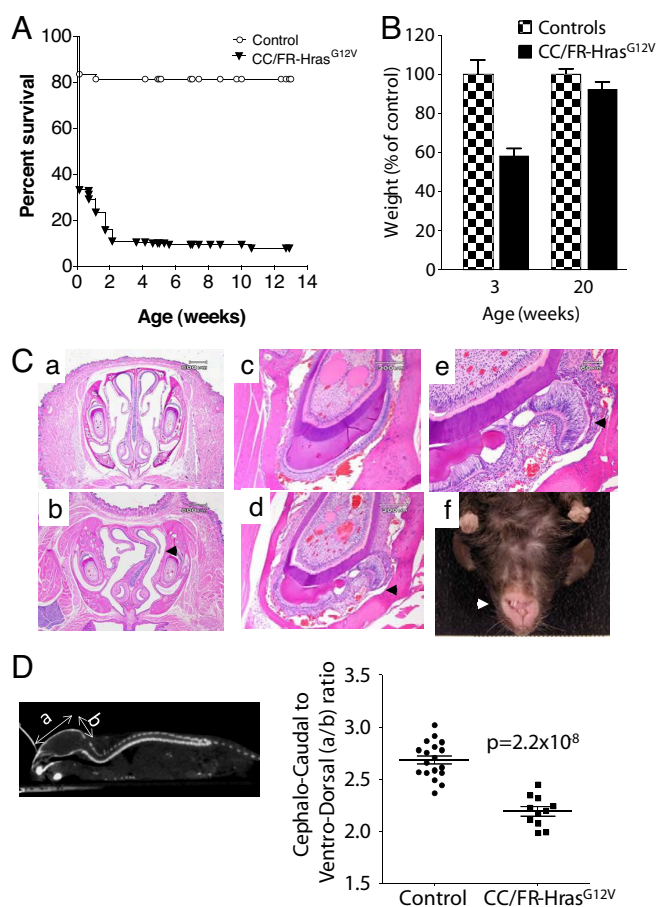 A
100
80
60
40
20
0
Percent survival
0
2
4
6
8
10
12
14
Age (weeks)
Control
CC/FR-Hras^G12V
B
120
100
80
60
40
20
0
Weight (% of control)
3
20
Age (weeks)
Controls
CC/FR-Hras^G12V
C
a
b
c
d
e
f
D
a
b
Cephalo-Caudal to
Ventro-Dorsal (a/b) ratio
3.5
3.0
2.5
2.0
1.5
p=2.2x10^-8
Control
CC/FR-Hras^G12V